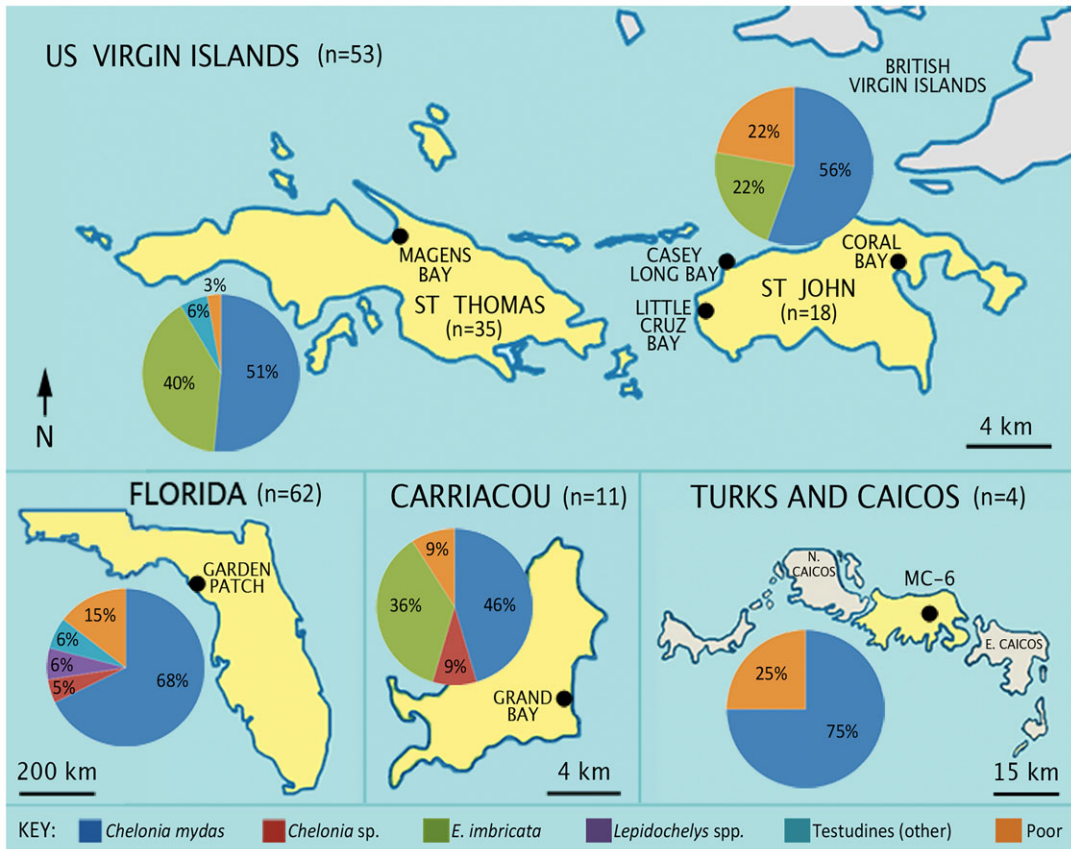 US VIRGIN ISLANDS (n=53)
BRITISH
VIRGIN ISLANDS
22%
56%
22%
MAGENS
BAY
CASEY
LONG BAY
CORAL
BAY
ST THOMAS
(n=35)
ST JOHN
(n=18)
LITTLE
CRUZ
BAY
3%
6%
40%
51%
N
4 km
FLORIDA (n=62)
GARDEN
PATCH
15%
6%
6%
5%
68%
200 km
CARRIACOU (n=11)
9%
36%
46%
9%
GRAND
BAY
4 km
TURKS AND CAICOS (n=4)
N.
CAICOS
MC-6
E. CAICOS
25%
75%
15 km
KEY: Chelonia mydas Chelonia sp. E. imbricata Lepidochelys spp. Testudines (other) Poor